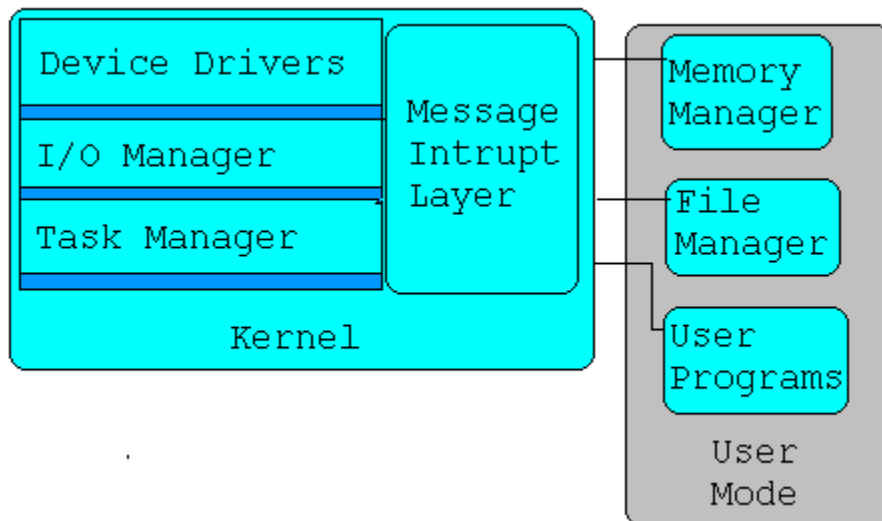 Device Drivers
I/O Manager
Task Manager
Message
Intrupt
Layer
Kernel
Memory
Manager
File
Manager
User
Programs
User
Mode